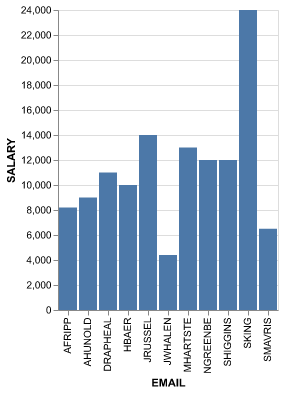 24,000
22,000
20,000
18,000
16,000
14,000
12,000
10,000
8,000
6,000
4,000
2,000
0
SALARY
AFRIPP
AHUNOLD
DRAPHEAL
HBAER
JRUSSEL
JWHALEN
MHARTSTE
NGREENBE
SHIGGINS
SKING
SMAVRIS
EMAIL